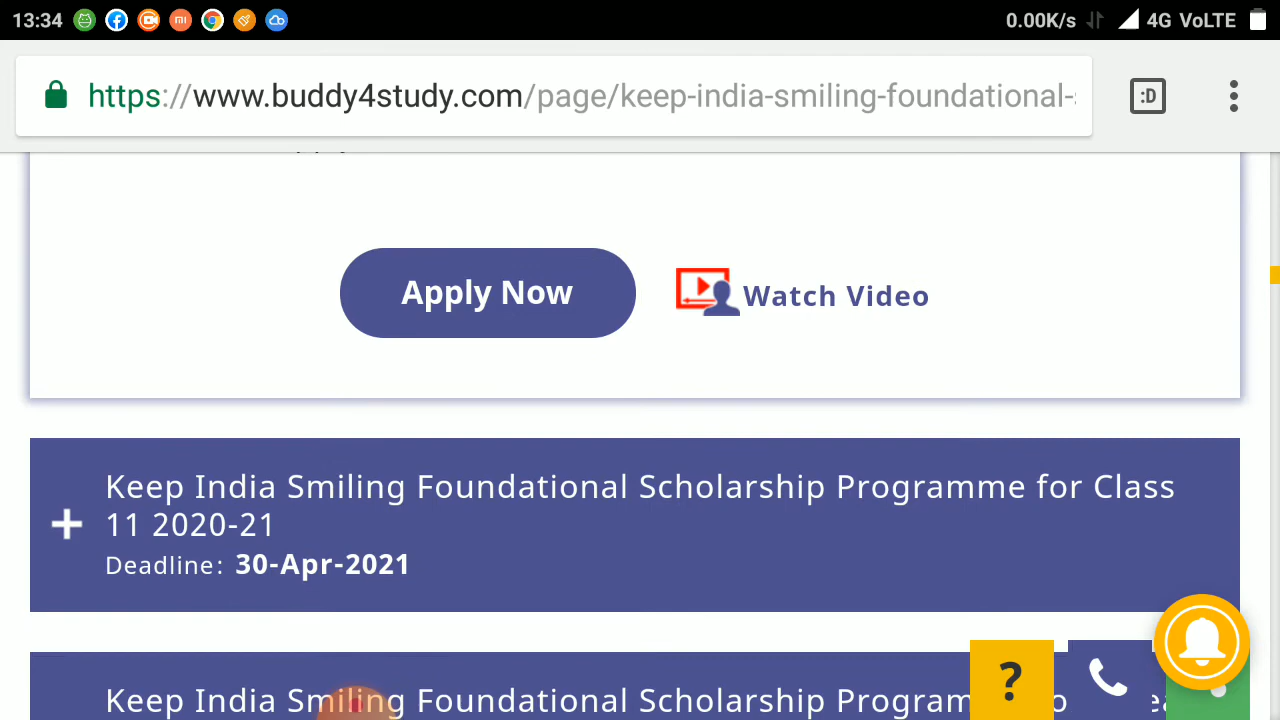 13:34
0.00K/s 4G VoLTE
https://www.buddy4study.com/page/keep-india-smiling-foundational-
:D
Apply Now
Watch Video
Keep India Smiling Foundational Scholarship Programme for Class
11 2020-21
Deadline: 30-Apr-2021
Keep India Smiling Foundational Scholarship
?